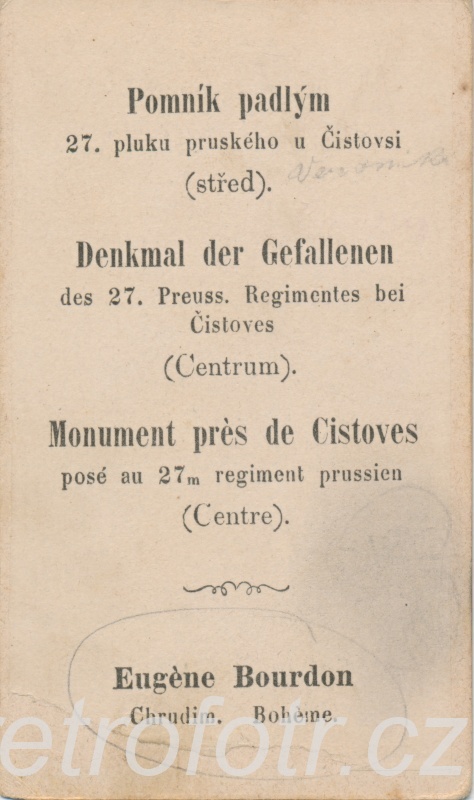 Pomník padlým
27. pluku pruského u Čistovsi
(střed).
Denkmal der Gefallenen
des 27. Preuss. Regimentes bei
Čistoves
(Centrum).
Monument près de Cistoves
posé au 27m regiment prussien
(Centre).
Eugène Bourdon
Chrudim. Bohème.
retrofotr.cz